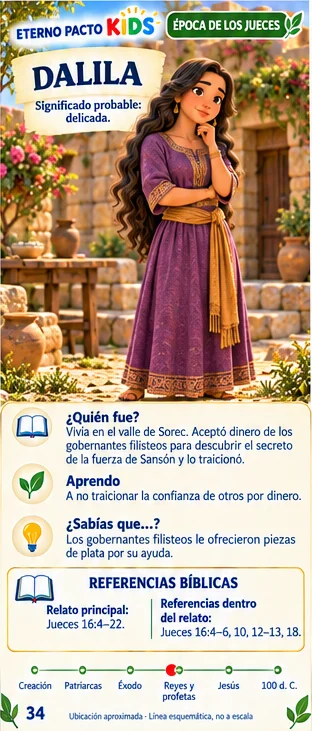 ETERNO PACTO KIDS
ÉPOCA DE LOS JUECES
DALILA
Significado probable:
delicada.
¿Quién fue?
Vivía en el valle de Sorec. Aceptó dinero de los
gobernantes filisteos para descubrir el secreto
de la fuerza de Sansón y lo traicionó.
Aprendo
A no traicionar la confianza de otros por dinero.
¿Sabías que...?
Los gobernantes filisteos le ofrecieron piezas
de plata por su ayuda.
REFERENCIAS BÍBLICAS
Relato principal:
Jueces 16:4–22.
Referencias dentro
del relato:
Jueces 16:4–6, 10, 12–13, 18.
Creación
Patriarcas
Éxodo
Reyes y
profetas
Jesús
100 d. C.
34
Ubicación aproximada · Línea esquemática, no a escala